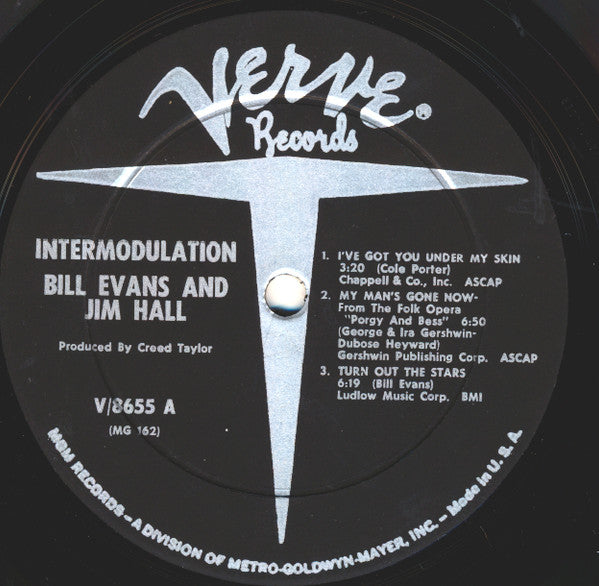 Verve®
Records
INTERMODULATION
BILL EVANS AND
JIM HALL
Produced By Creed Taylor
V/8655 A
(MG 162)
1. I'VE GOT YOU UNDER MY SKIN
3:20 (Cole Porter)
Chappell & Co., Inc. ASCAP
2. MY MAN'S GONE NOW-
From The Folk Opera
"Porgy And Bess" 6:50
(George & Ira Gershwin-
Dubose Heyward)
Gershwin Publishing Corp. ASCAP
3. TURN OUT THE STARS
6:19 (Bill Evans)
Ludlow Music Corp. BMI
MGM RECORDS—A DIVISION OF METRO-GOLDWYN-MAYER, INC.—Made in U. S. A.